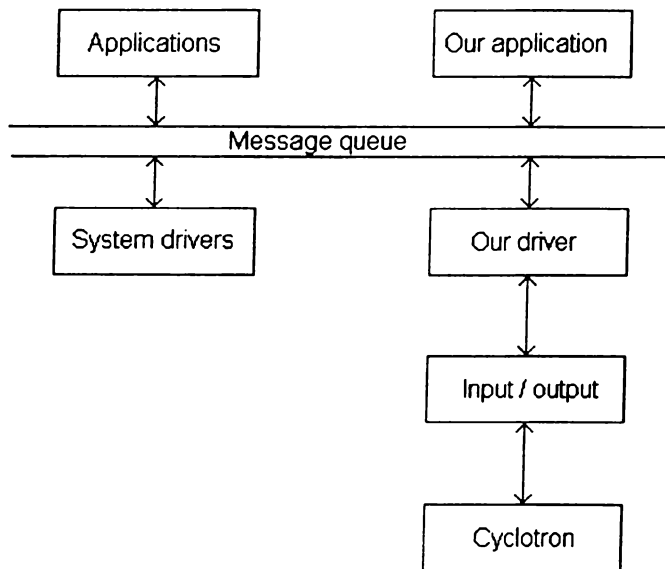 Applications
Our application
Message queue
System drivers
Our driver
Input / output
Cyclotron